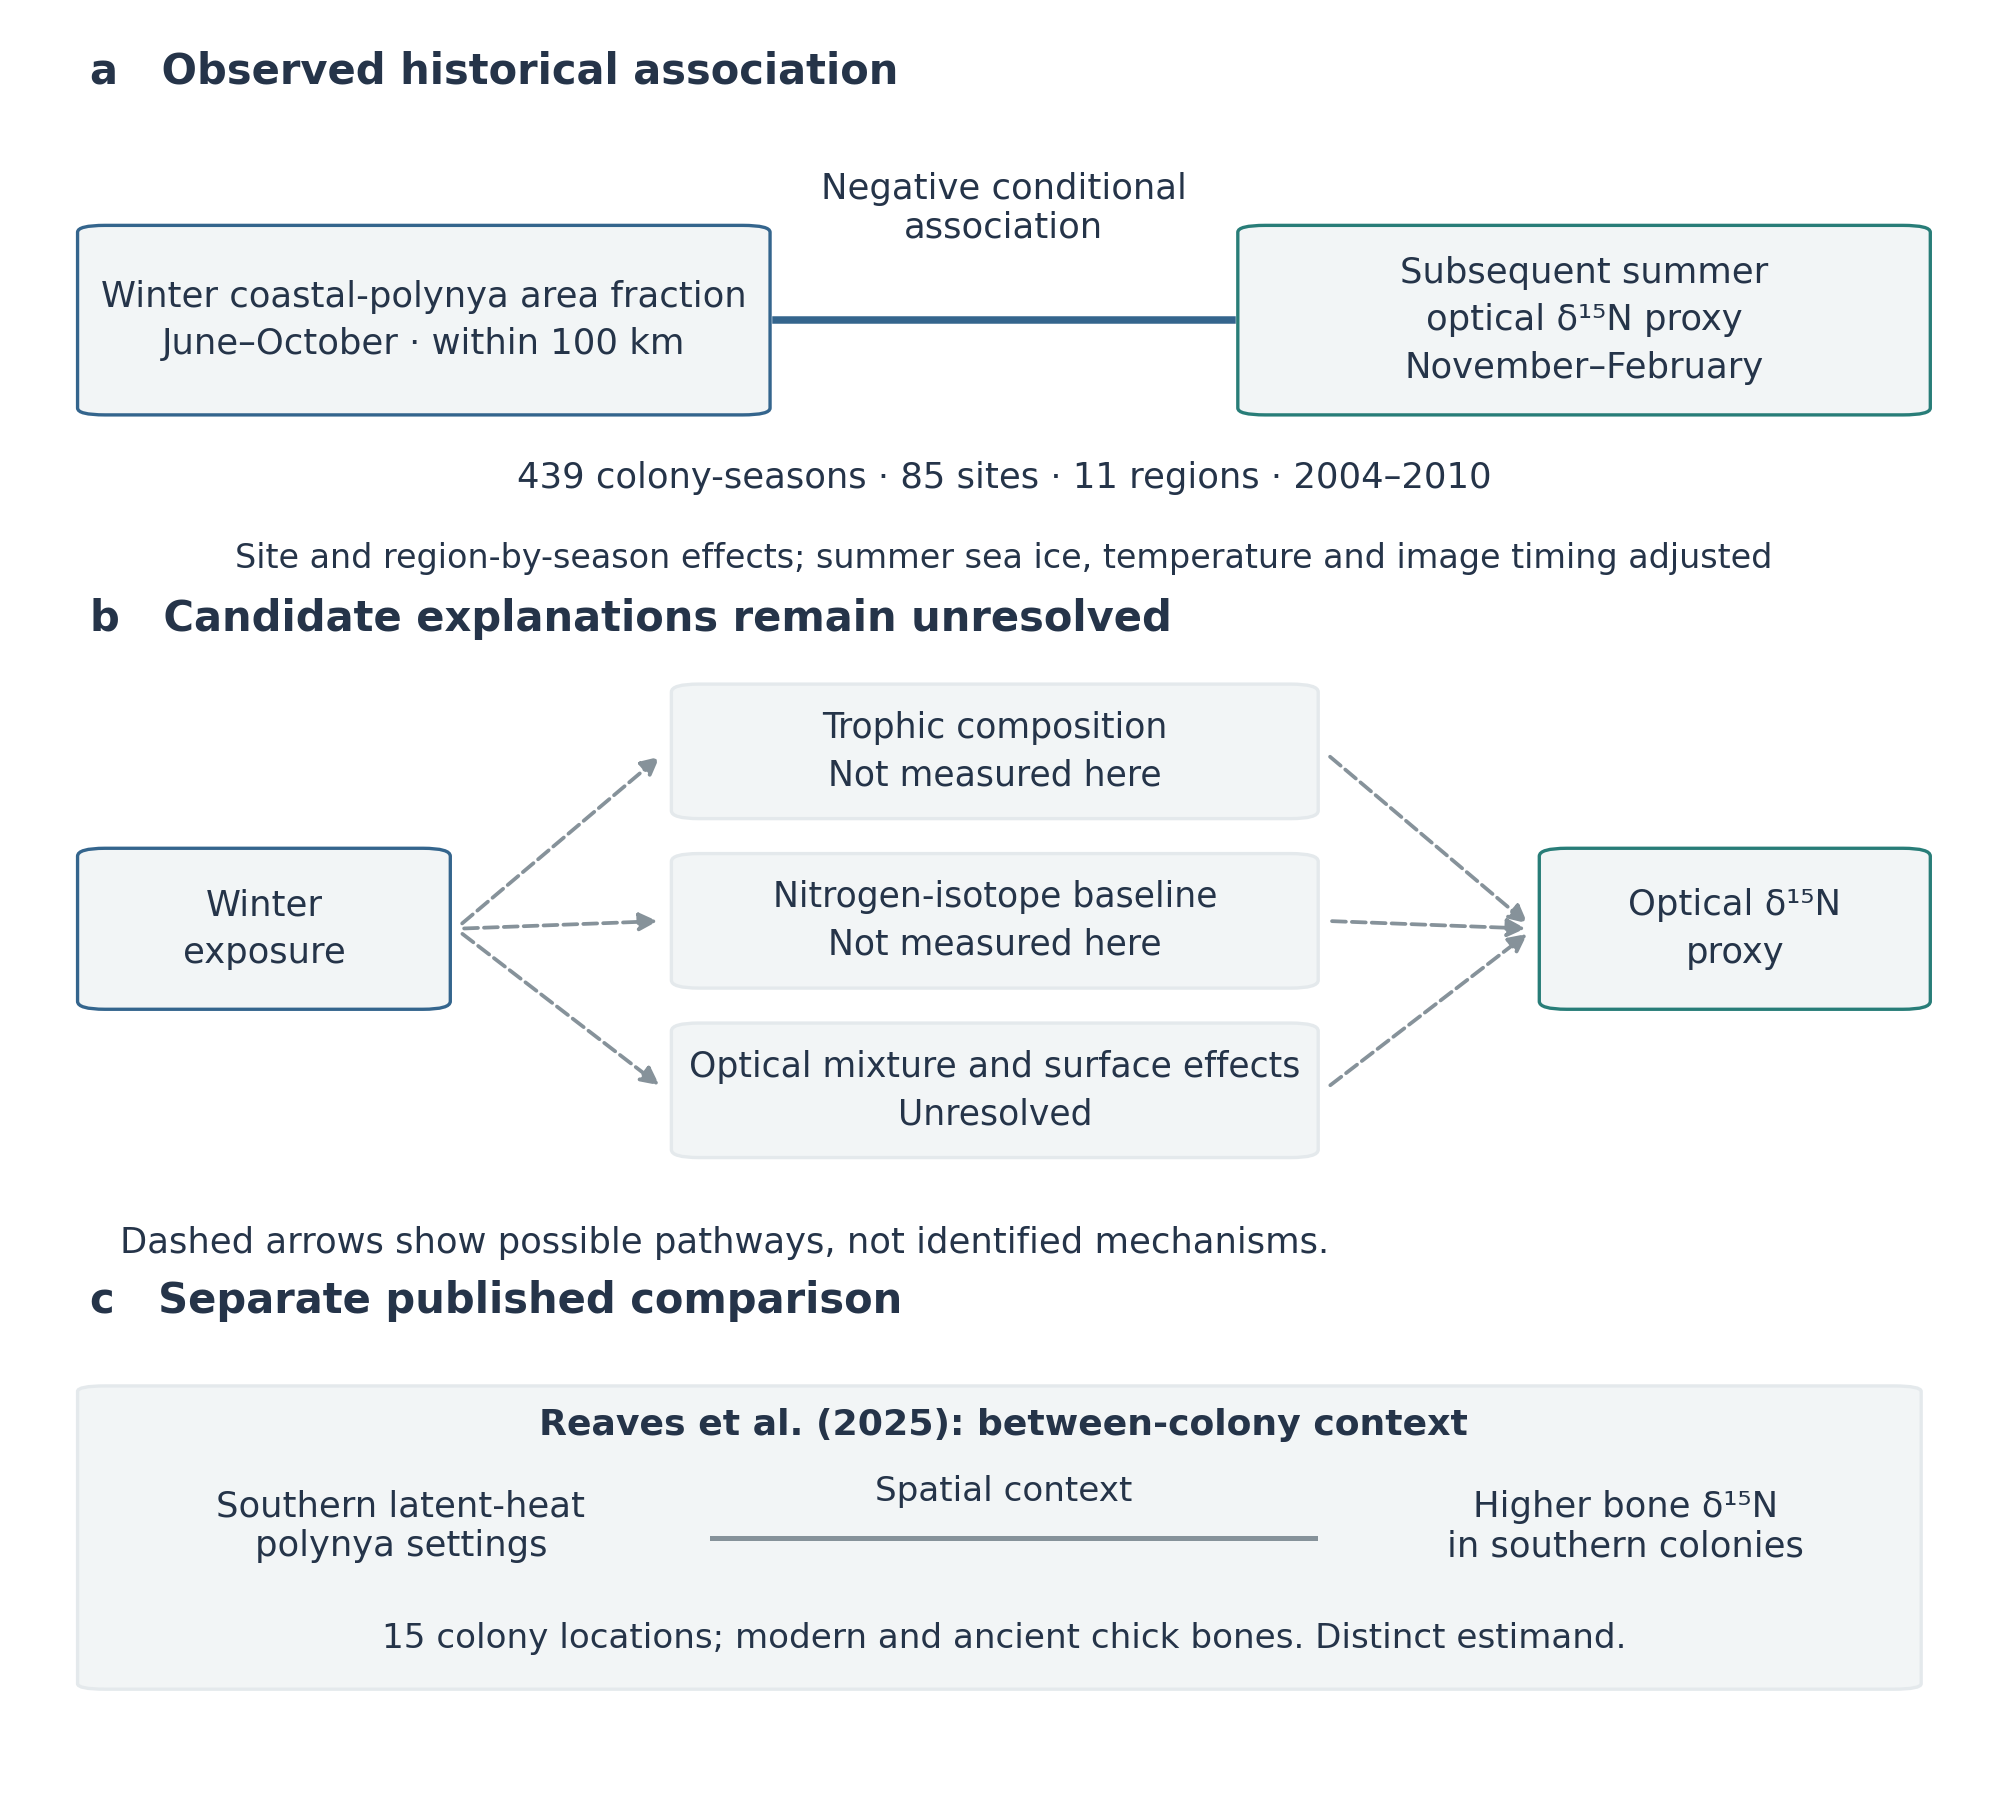 a Observed historical association
Negative conditional
association
Winter coastal-polynya area fraction
June–October · within 100 km
Subsequent summer
optical δ¹⁵N proxy
November–February
439 colony-seasons · 85 sites · 11 regions · 2004–2010
Site and region-by-season effects; summer sea ice, temperature and image timing adjusted
b Candidate explanations remain unresolved
Trophic composition
Not measured here
Winter
exposure
Nitrogen-isotope baseline
Not measured here
Optical δ¹⁵N
proxy
Optical mixture and surface effects
Unresolved
Dashed arrows show possible pathways, not identified mechanisms.
c Separate published comparison
Reaves et al. (2025): between-colony context
Southern latent-heat
polynya settings
Spatial context
Higher bone δ¹⁵N
in southern colonies
15 colony locations; modern and ancient chick bones. Distinct estimand.